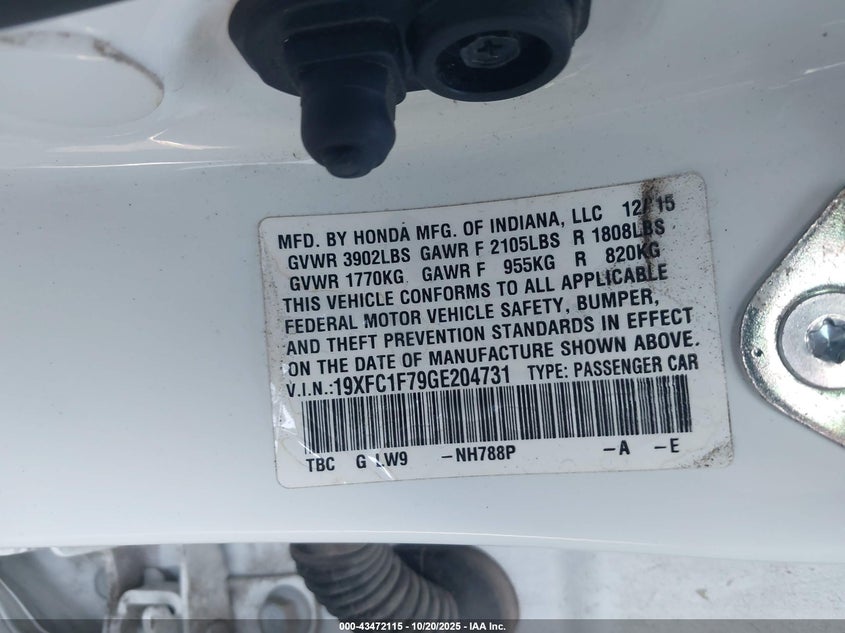 MFD. BY HONDA MFG. OF INDIANA, LLC 12/15
GVWR 3902LBS GAWR F 2105LBS R 1808LBS
GVWR 1770KG GAWR F 955KG R 820KG
THIS VEHICLE CONFORMS TO ALL APPLICABLE
FEDERAL MOTOR VEHICLE SAFETY, BUMPER,
AND THEFT PREVENTION STANDARDS IN EFFECT
ON THE DATE OF MANUFACTURE SHOWN ABOVE.
V.I.N.:19XFC1F79GE204731 TYPE: PASSENGER CAR
TBC G LW9 -NH788P -A -E
000-43472115 | 10/20/2025 | IAA Inc.